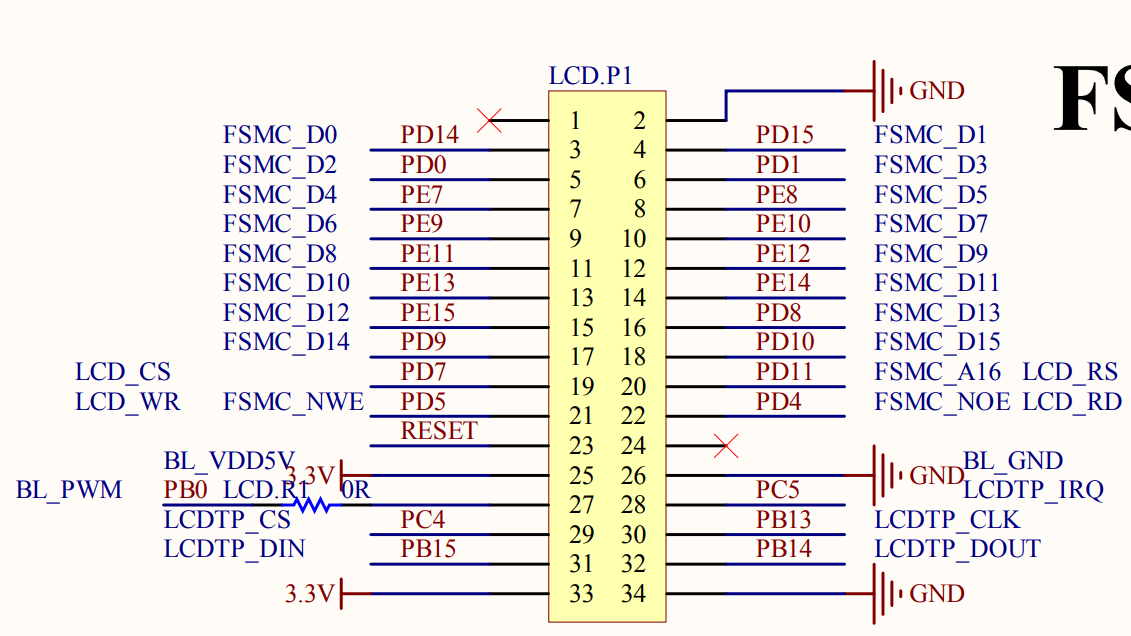 LCD.P1
GND
FS
1 2
FSMC_D0 PD14 PD15 FSMC_D1
3 4
FSMC_D2 PD0 PD1 FSMC_D3
5 6
FSMC_D4 PE7 PE8 FSMC_D5
7 8
FSMC_D6 PE9 PE10 FSMC_D7
9 10
FSMC_D8 PE11 PE12 FSMC_D9
11 12
FSMC_D10 PE13 PE14 FSMC_D11
13 14
FSMC_D12 PE15 PD8 FSMC_D13
15 16
FSMC_D14 PD9 PD10 FSMC_D15
17 18
LCD_CS PD7 PD11 FSMC_A16 LCD_RS
19 20
LCD_WR FSMC_NWE PD5 PD4 FSMC_NOE LCD_RD
21 22
RESET
23 24
BL_VDD5V BL_GND
3.3V 25 26 GND
BL_PWM PB0 LCD.R1 0R PC5 LCDTP_IRQ
27 28
LCDTP_CS PC4 PB13 LCDTP_CLK
29 30
LCDTP_DIN PB15 PB14 LCDTP_DOUT
31 32
3.3V 33 34 GND